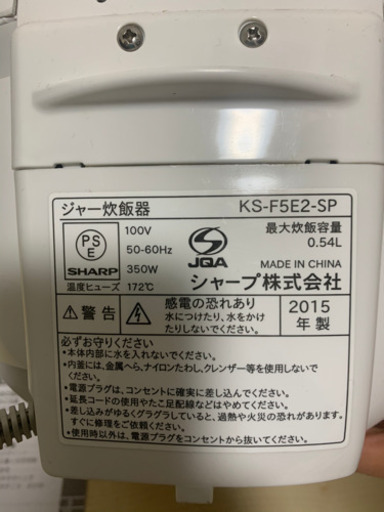 ジャー炊飯器 KS-F5E2-SP
PS
E
SHARP
100V
50-60Hz
350W
温度ヒューズ 172℃
JQA
最大炊飯容量
0.54L
MADE IN CHINA
シャープ株式会社
警告
感電の恐れあり
水につけたり、水をかけ
たりしないでください。
2015
年製
必ずお守りください
•本体内部に水を入れないでください。
•内蓋には、金属へら、ナイロンたわし、クレンザー等を使用しない
でください。
•電源プラグは、コンセントに確実に差し込んでください。
•延長コードの使用やたこ足配線などはやめてください。
•差し込みがゆるくグラグラしていると、過熱や火災の恐れがあります。
すぐに修理をご依頼ください。
•使用時以外は、電源プラグをコンセントから抜いてください。